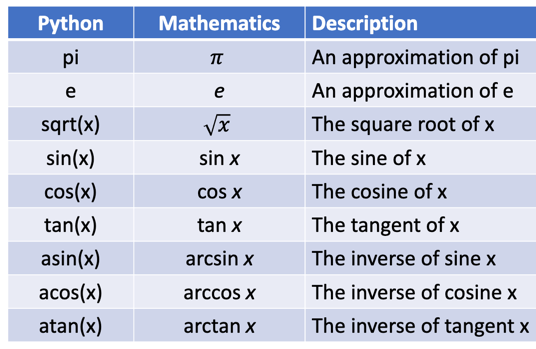 Python Mathematics Description
pi π An approximation of pi
e e An approximation of e
sqrt(x) √x The square root of x
sin(x) sin x The sine of x
cos(x) cos x The cosine of x
tan(x) tan x The tangent of x
asin(x) arcsin x The inverse of sine x
acos(x) arccos x The inverse of cosine x
atan(x) arctan x The inverse of tangent x